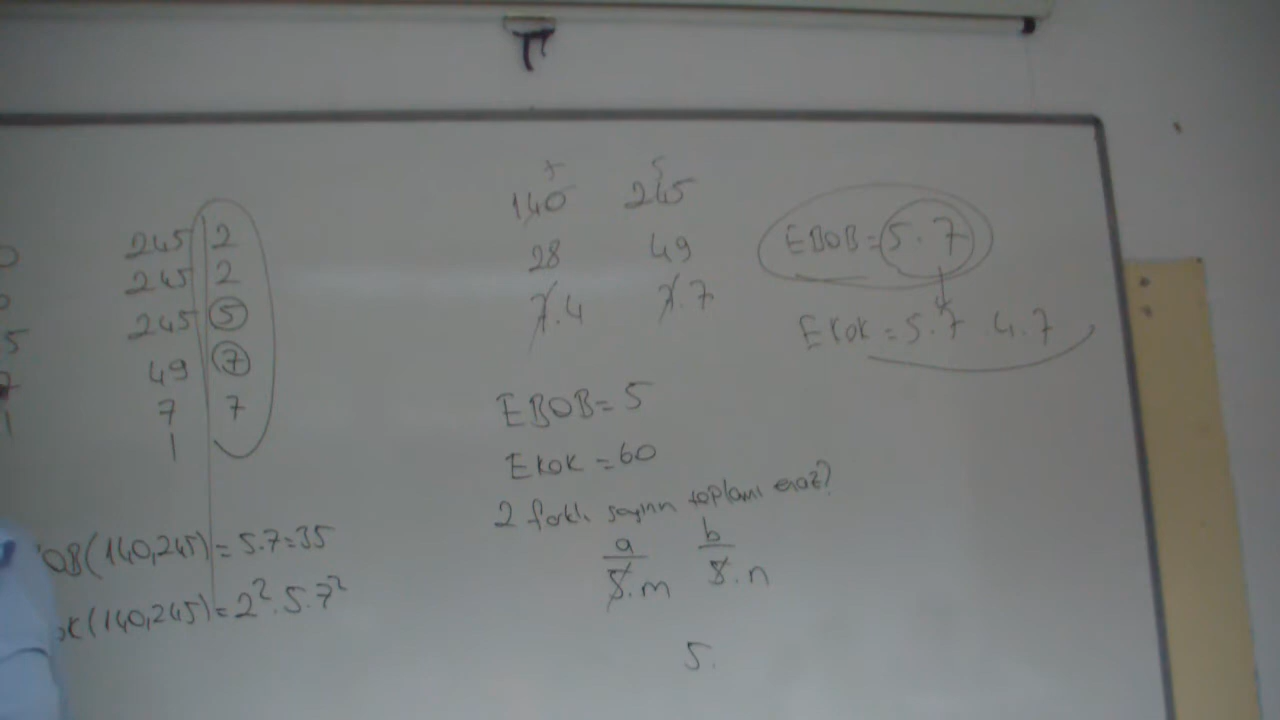 245 2
245 2
245 5
49 7
7 7
1
OB(140,245) = 5.7=35
OK(140,245) = 2². 5.7²
140 245
28 49
7.4 7.7
EBOB= 5
EKOK =60
2 farklı sayının toplamı enaz?
a b
5.m 5.n
5.
EBOB=5.7
EKOK =5.7.4.7